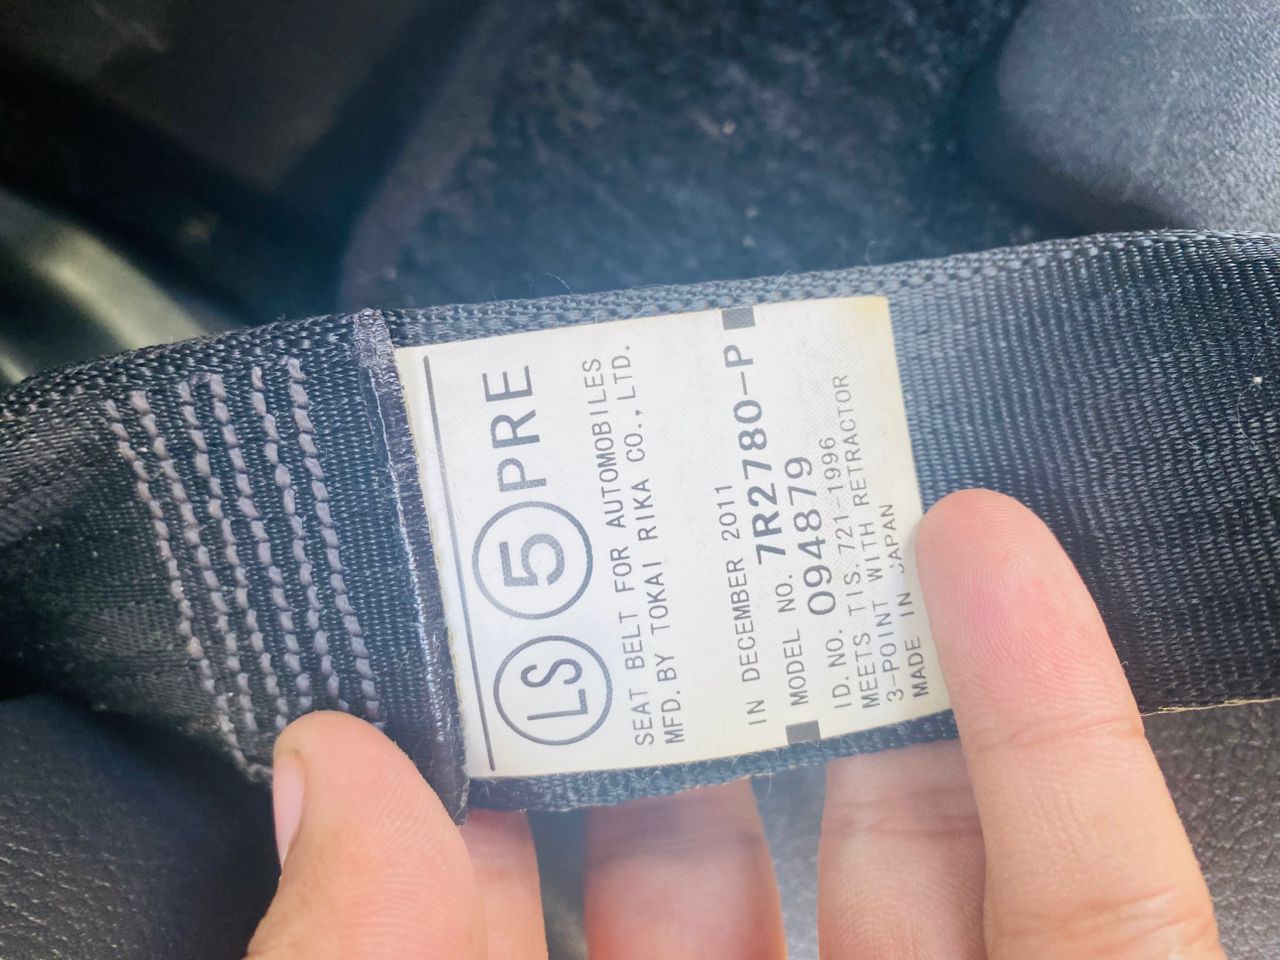 LS 5 PRE
SEAT BELT FOR AUTOMOBILES
MFD. BY TOKAI RIKA CO., LTD.
IN DECEMBER 2011
MODEL NO. 7R2780-P
ID. NO. 094879
MEETS TIS. 721-1996
3-POINT WITH RETRACTOR
MADE IN JAPAN